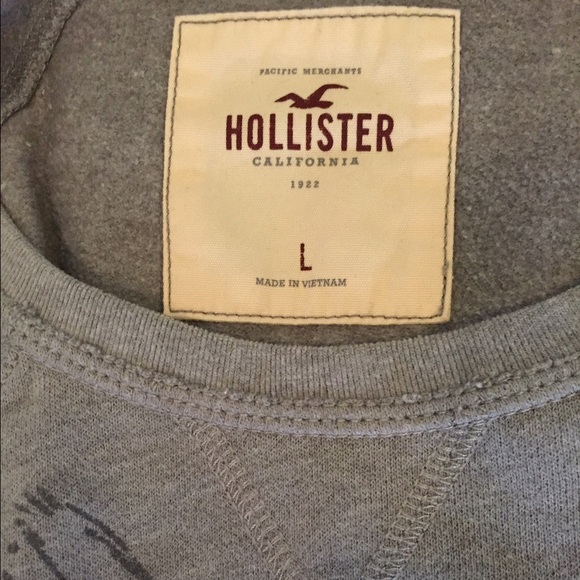 PACIFIC MERCHANTS
HOLLISTER
CALIFORNIA
1922
L
MADE IN VIETNAM